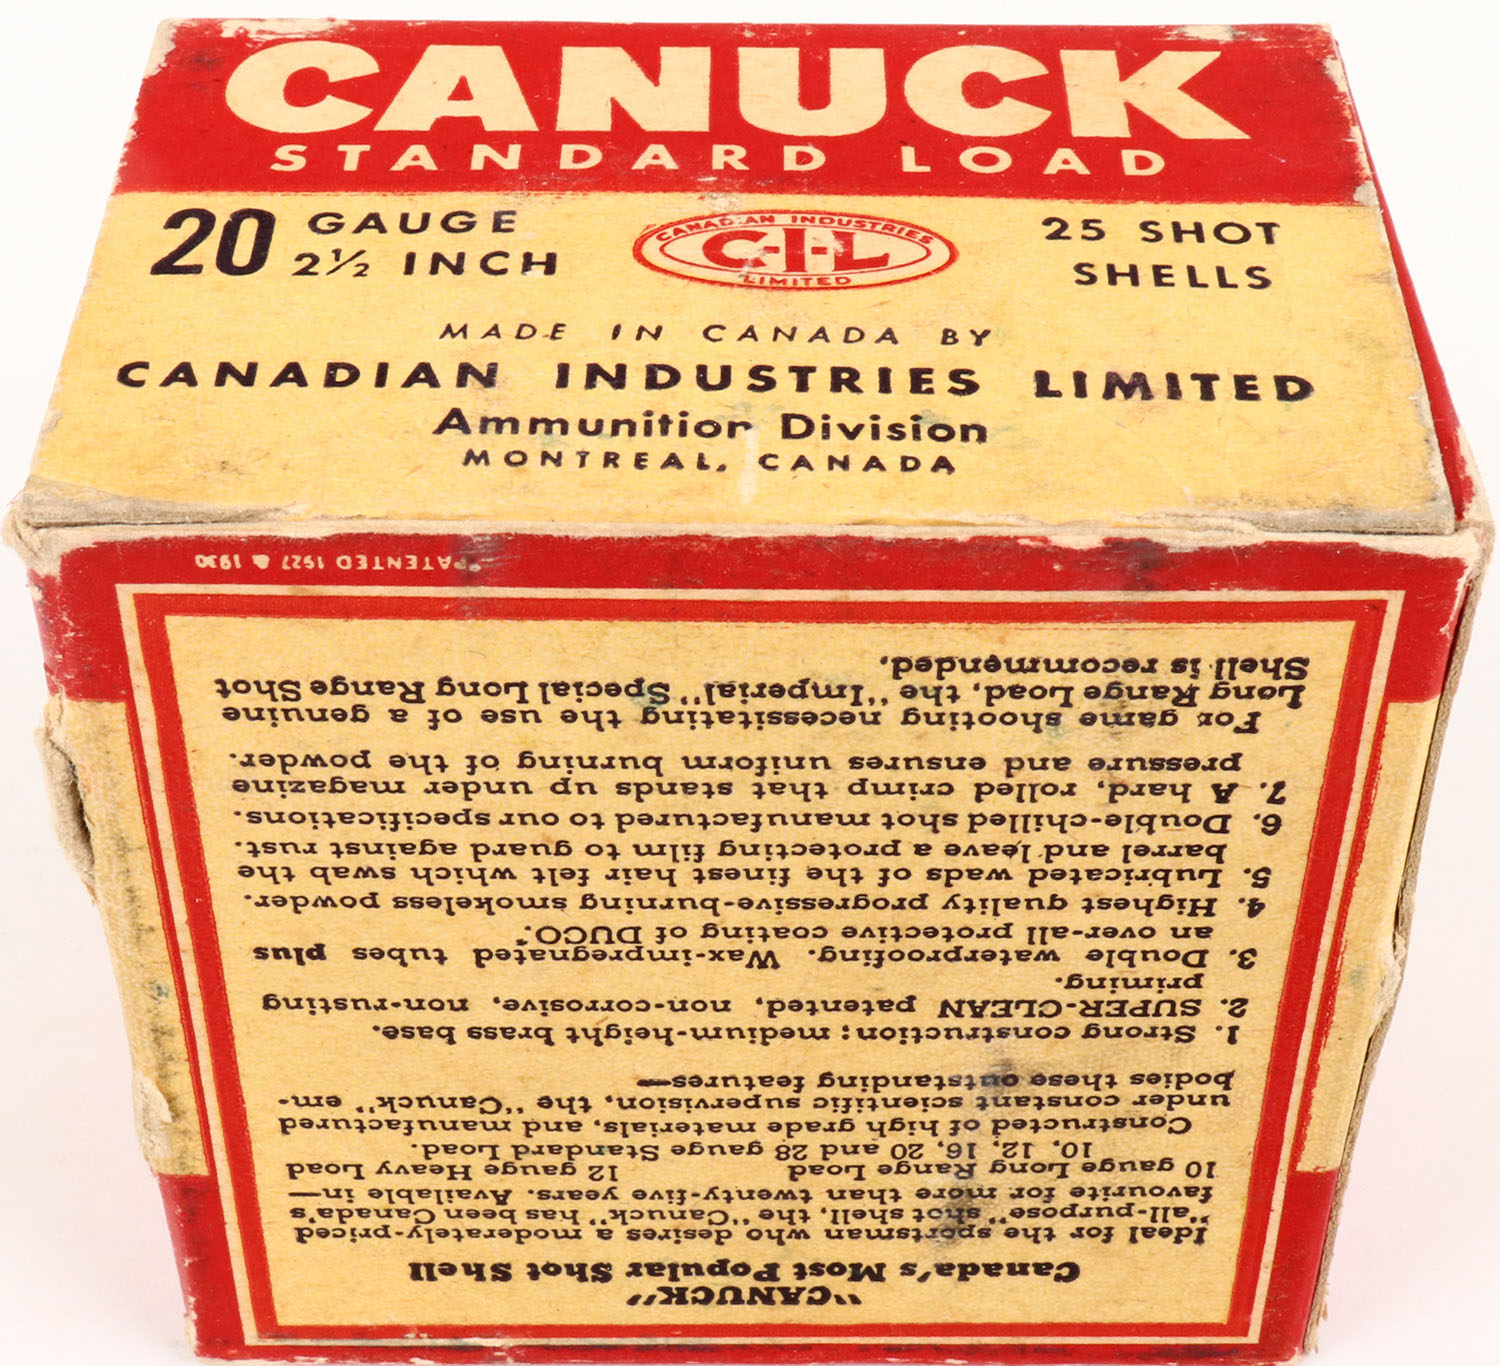 CANUCK
STANDARD LOAD
20 GAUGE
2½ INCH
CANADIAN INDUSTRIES
C-I-L
LIMITED
25 SHOT
SHELLS
MADE IN CANADA BY
CANADIAN INDUSTRIES LIMITED
Ammunition Division
MONTREAL, CANADA
"CANUCK"
Canada's Most Popular Shot Shell
Ideal for the sportsman who desires a moderately-priced
"all-purpose" shot shell, the "Canuck" has been Canada's
favourite for more than twenty-five years. Available in—
10 gauge Long Range Load 12 gauge Heavy Load
10, 12, 16, 20 and 28 gauge Standard Load.
Constructed of high grade materials, and manufactured
under constant scientific supervision, the "Canuck" em-
bodies these outstanding features—
1. Strong construction; medium-height brass base.
2. SUPER-CLEAN patented, non-corrosive, non-rusting
priming.
3. Double waterproofing. Wax-impregnated tubes plus
an over-all protective coating of DUCO.*
4. Highest quality progressive-burning smokeless powder.
5. Lubricated wads of the finest hair felt which swab the
barrel and leave a protecting film to guard against rust.
6. Double-chilled shot manufactured to our specifications.
7. A hard, rolled crimp that stands up under magazine
pressure and ensures uniform burning of the powder.
For game shooting necessitating the use of a genuine
Long Range Load, the "Imperial" Special Long Range Shot
Shell is recommended.
*PATENTED 1927 & 1930